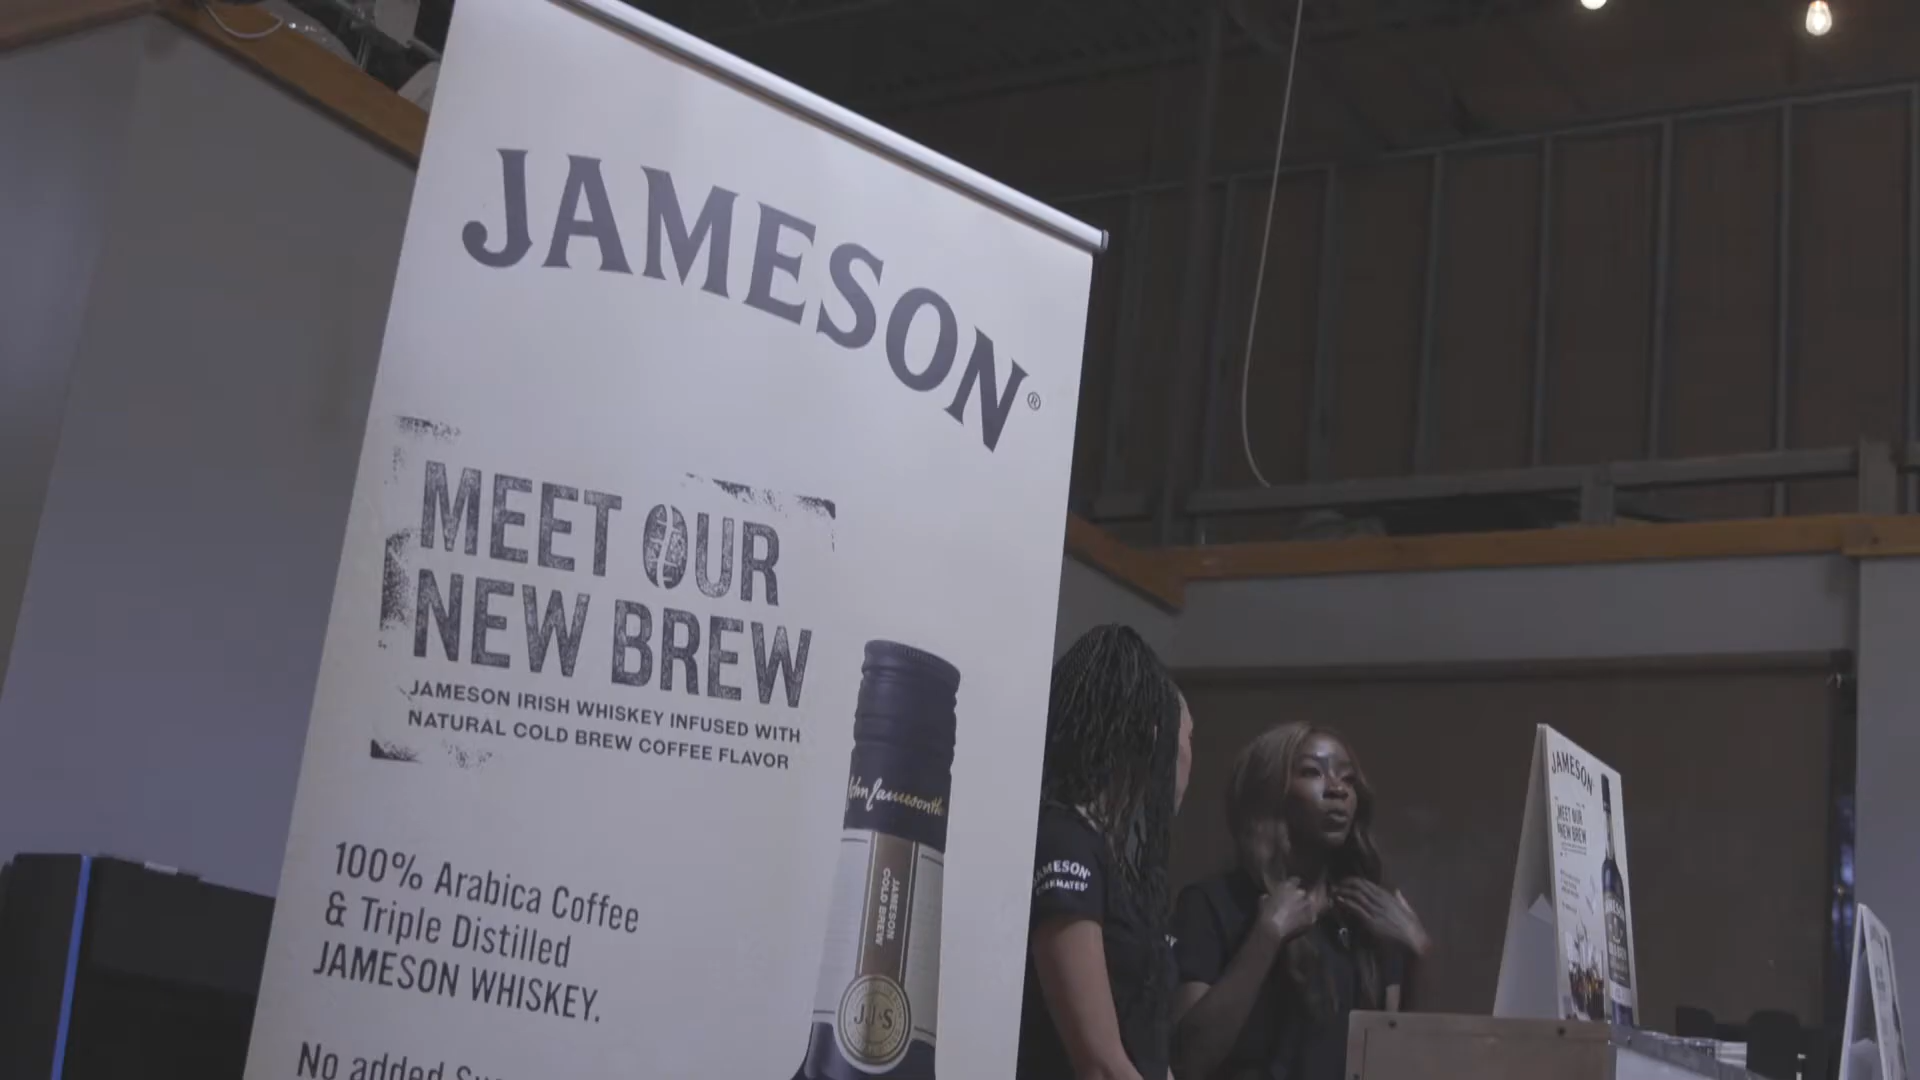 JAMESON®
MEET OUR
NEW BREW
JAMESON IRISH WHISKEY INFUSED WITH
NATURAL COLD BREW COFFEE FLAVOR
100% Arabica Coffee
& Triple Distilled
JAMESON WHISKEY.
No added
JAMESON
COLD BREW
JJ&S
JAMESON
JAMESON
MEET OUR
NEW BREW